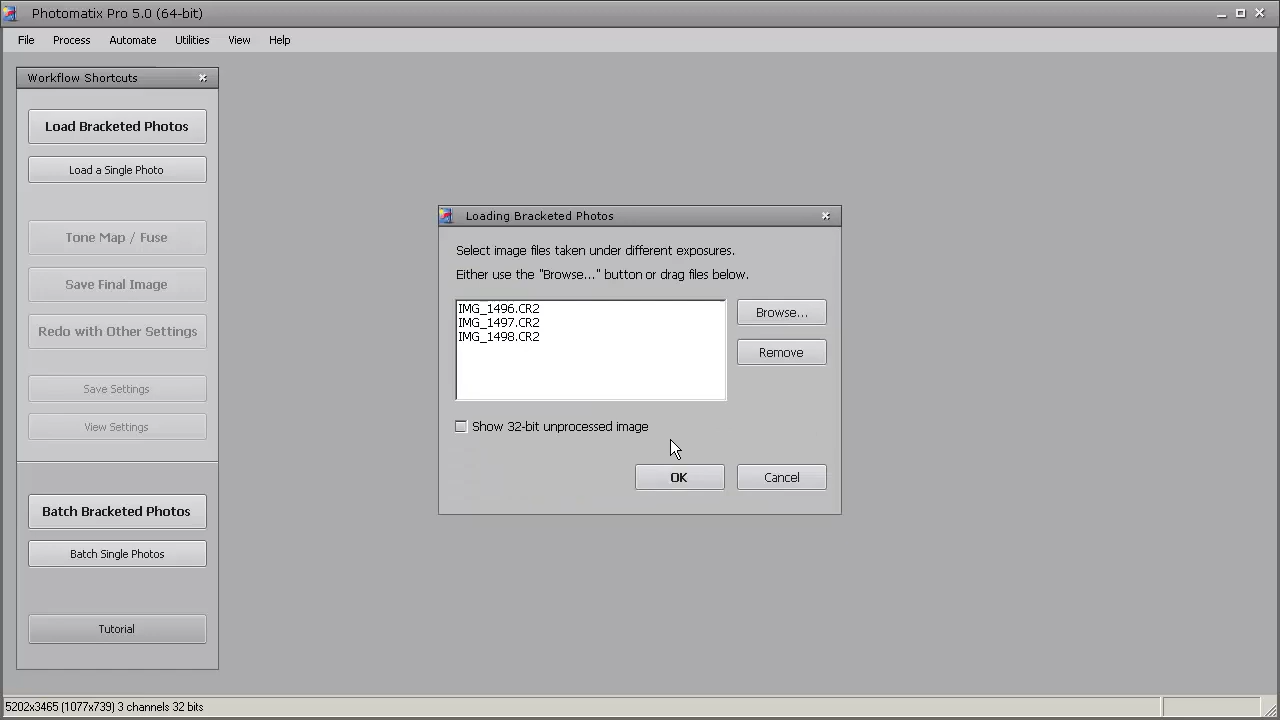 Photomatix Pro 5.0 (64-bit)
File Process Automate Utilities View Help
Workflow Shortcuts
Load Bracketed Photos
Load a Single Photo
Tone Map / Fuse
Save Final Image
Redo with Other Settings
Save Settings
View Settings
Batch Bracketed Photos
Batch Single Photos
Tutorial
Loading Bracketed Photos
Select image files taken under different exposures.
Either use the "Browse..." button or drag files below.
IMG_1496.CR2
IMG_1497.CR2
IMG_1498.CR2
Browse...
Remove
Show 32-bit unprocessed image
OK
Cancel
5202x3465 (1077x739) 3 channels 32 bits